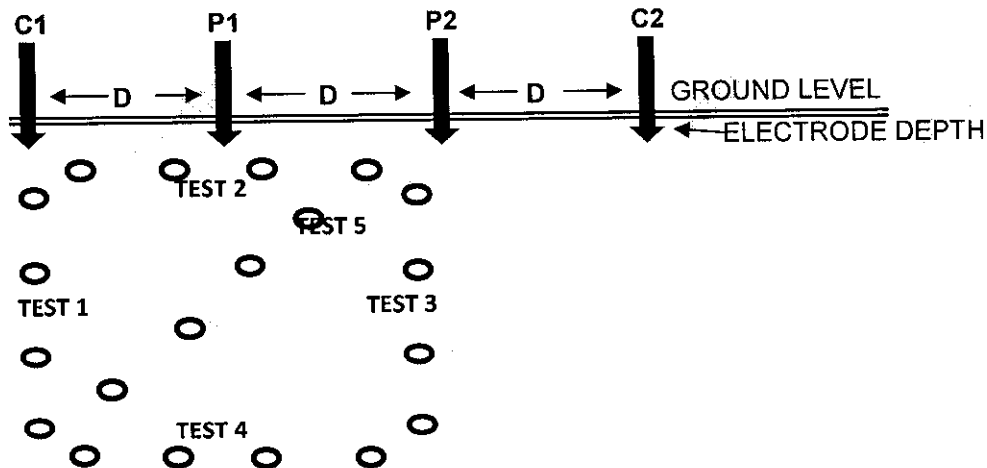 C1 P1 P2 C2
D D D
GROUND LEVEL
ELECTRODE DEPTH
TEST 2
TEST 5
TEST 1 TEST 3
TEST 4